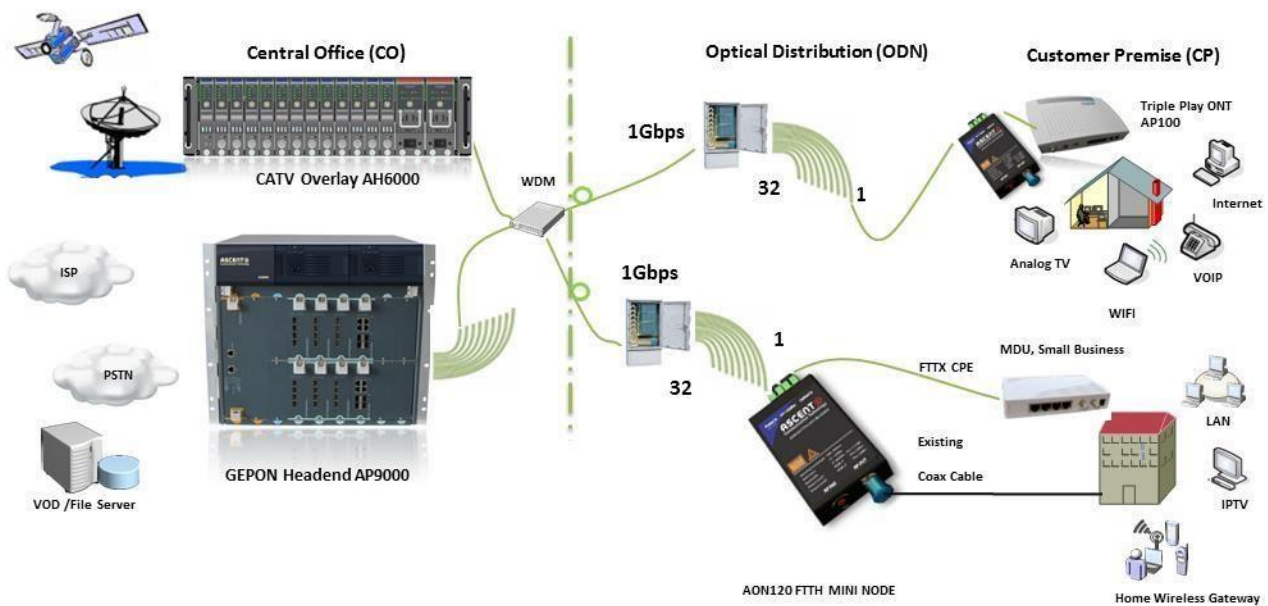 Central Office (CO)
Optical Distribution (ODN)
Customer Premise (CP)
CATV Overlay AH6000
WDM
1Gbps
32
1
Triple Play ONT
AP100
Internet
Analog TV
VOIP
WIFI
ISP
PSTN
VOD /File Server
ASCENT
GEPON Headend AP9000
1Gbps
32
1
FTTX CPE
MDU, Small Business
ASCENT
Existing
Coax Cable
LAN
IPTV
AON120 FTTH MINI NODE
Home Wireless Gateway